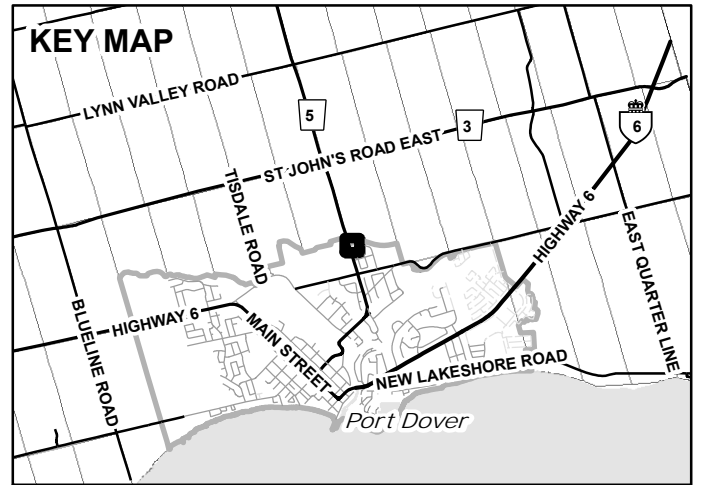 KEY MAP
LYNN VALLEY ROAD
5
ST JOHN'S ROAD EAST
3
6
TISDALE ROAD
HIGHWAY 6
EAST QUARTER LINE
BLUELINE ROAD
HIGHWAY 6
MAIN STREET
NEW LAKESHORE ROAD
Port Dover